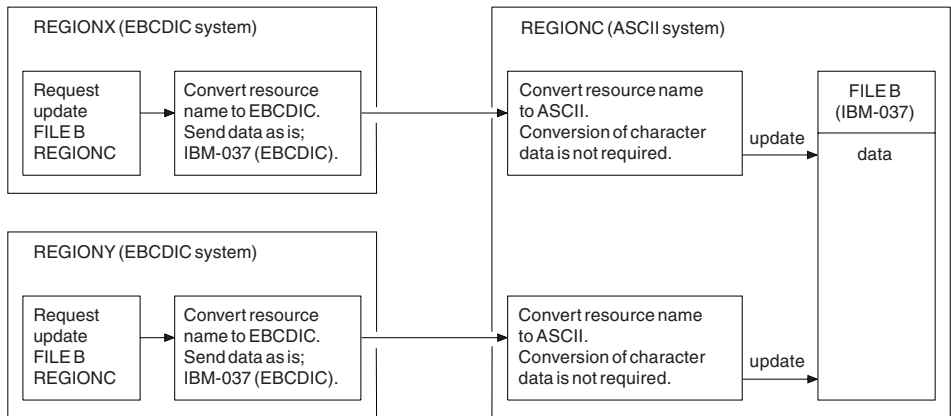 REGIONX (EBCDIC system)
Request
update
FILE B
REGIONC
Convert resource
name to EBCDIC.
Send data as is;
IBM-037 (EBCDIC).
REGIONC (ASCII system)
Convert resource name
to ASCII.
Conversion of character
data is not required.
update
FILE B
(IBM-037)
data
REGIONY (EBCDIC system)
Request
update
FILE B
REGIONC
Convert resource
name to EBCDIC.
Send data as is;
IBM-037 (EBCDIC).
Convert resource name
to ASCII.
Conversion of character
data is not required.
update